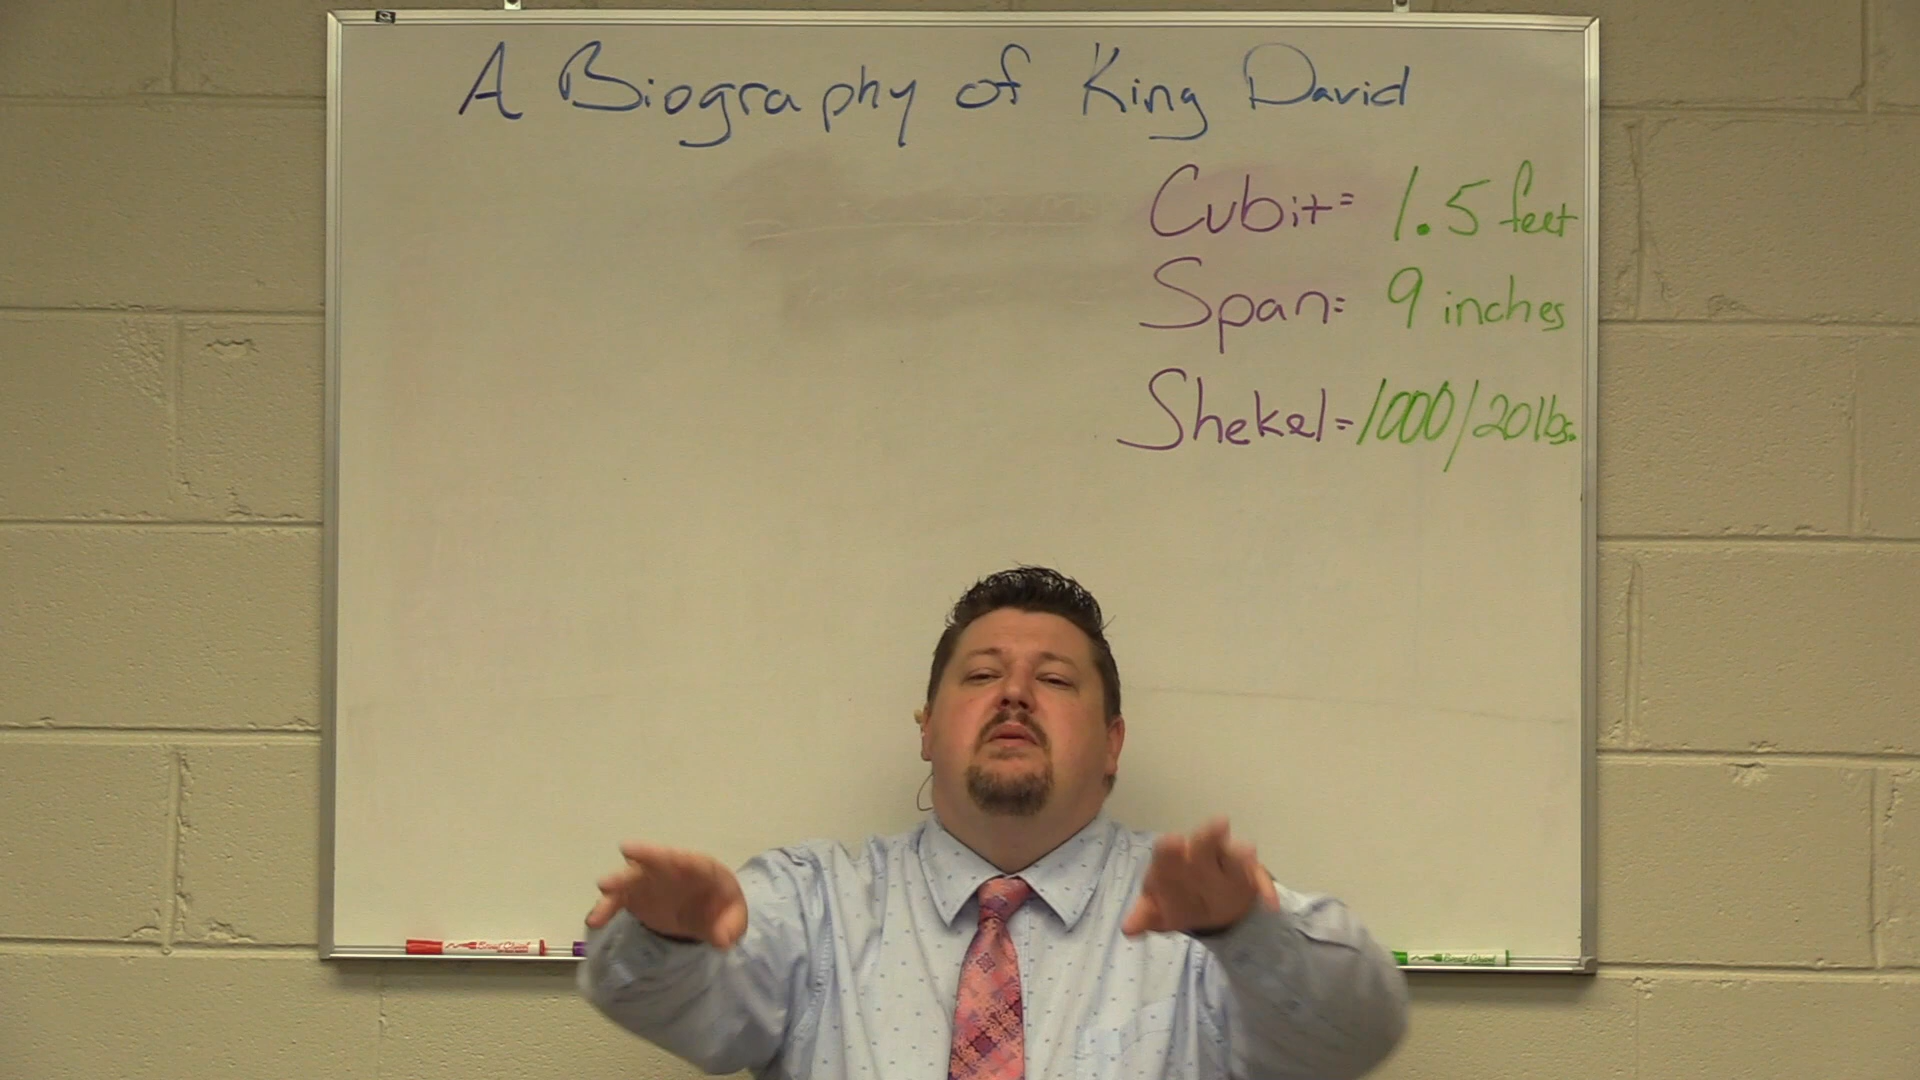 A Biography of King David
Cubit= 1.5 feet
Span= 9 inches
Shekel=1000/20lbs.